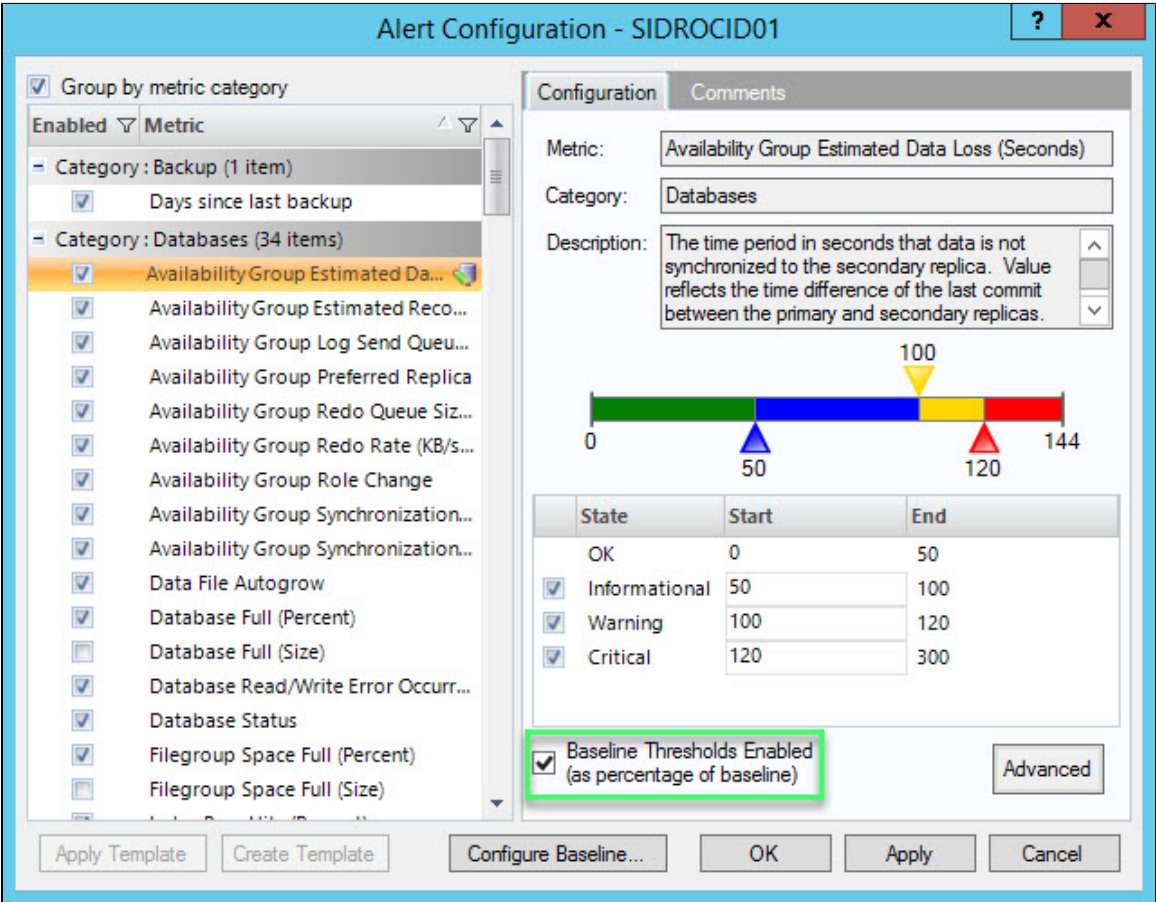 Alert Configuration - SIDROCID01
?
x
Group by metric category
Enabled Metric
Category : Backup (1 item)
Days since last backup
Category : Databases (34 items)
Availability Group Estimated Da...
Availability Group Estimated Reco...
Availability Group Log Send Queu...
Availability Group Preferred Replica
Availability Group Redo Queue Siz...
Availability Group Redo Rate (KB/s...
Availability Group Role Change
Availability Group Synchronization...
Availability Group Synchronization...
Data File Autogrow
Database Full (Percent)
Database Full (Size)
Database Read/Write Error Occurr...
Database Status
Filegroup Space Full (Percent)
Filegroup Space Full (Size)
Configuration Comments
Metric: Availability Group Estimated Data Loss (Seconds)
Category: Databases
Description: The time period in seconds that data is not
synchronized to the secondary replica. Value
reflects the time difference of the last commit
between the primary and secondary replicas.
100
0 144
50 120
State Start End
OK 0 50
Informational 50 100
Warning 100 120
Critical 120 300
Baseline Thresholds Enabled
(as percentage of baseline)
Advanced
Apply Template Create Template Configure Baseline... OK Apply Cancel